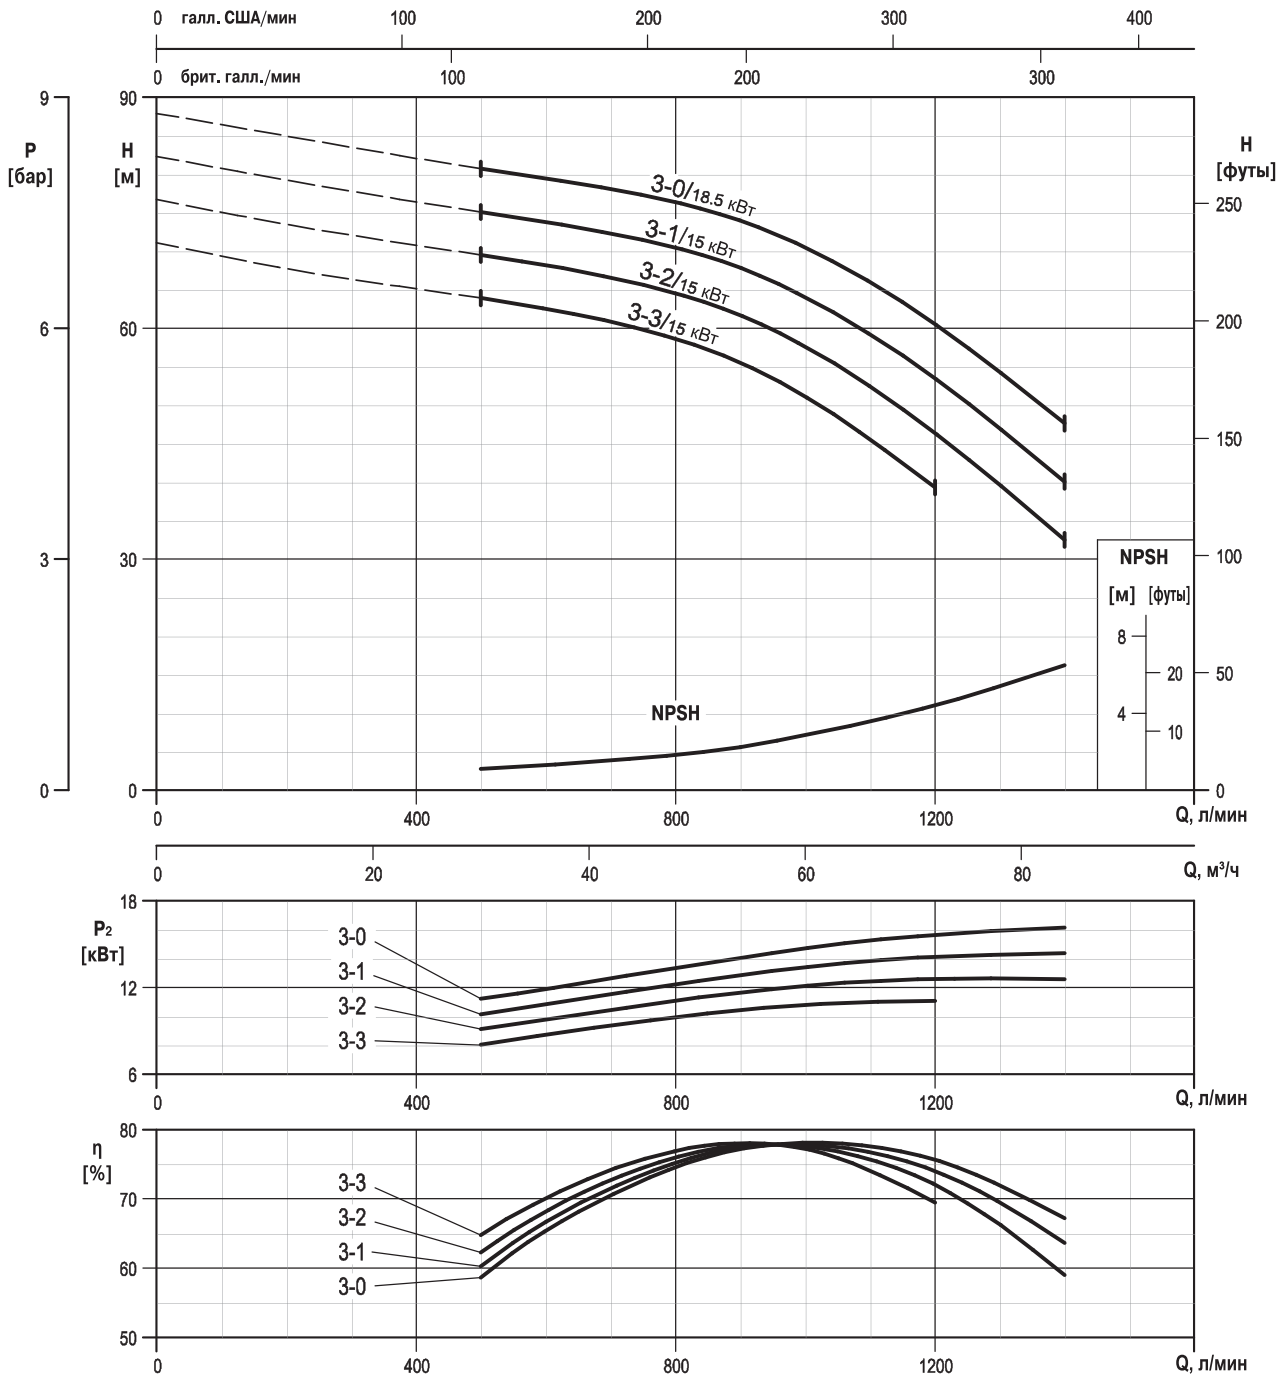 0 галл. США/мин 100 200 300 400
0 брит. галл./мин 100 200 300
9 90
P H H
[бар] [м] [футы]
3-0/18.5 кВт
250
3-1/15 кВт
3-2/15 кВт
3-3/15 кВт
6 60 200
150
3 30 100
NPSH
[м] [футы]
8
20 50
NPSH
4
10
0 0 0
0 400 800 1200 Q, л/мин
0 20 40 60 80 Q, м³/ч
18
P2
[кВт]
3-0
3-1
12
3-2
3-3
6
0 400 800 1200 Q, л/мин
80
η
[%]
3-3
70
3-2
3-1
60
3-0
50
0 400 800 1200 Q, л/мин